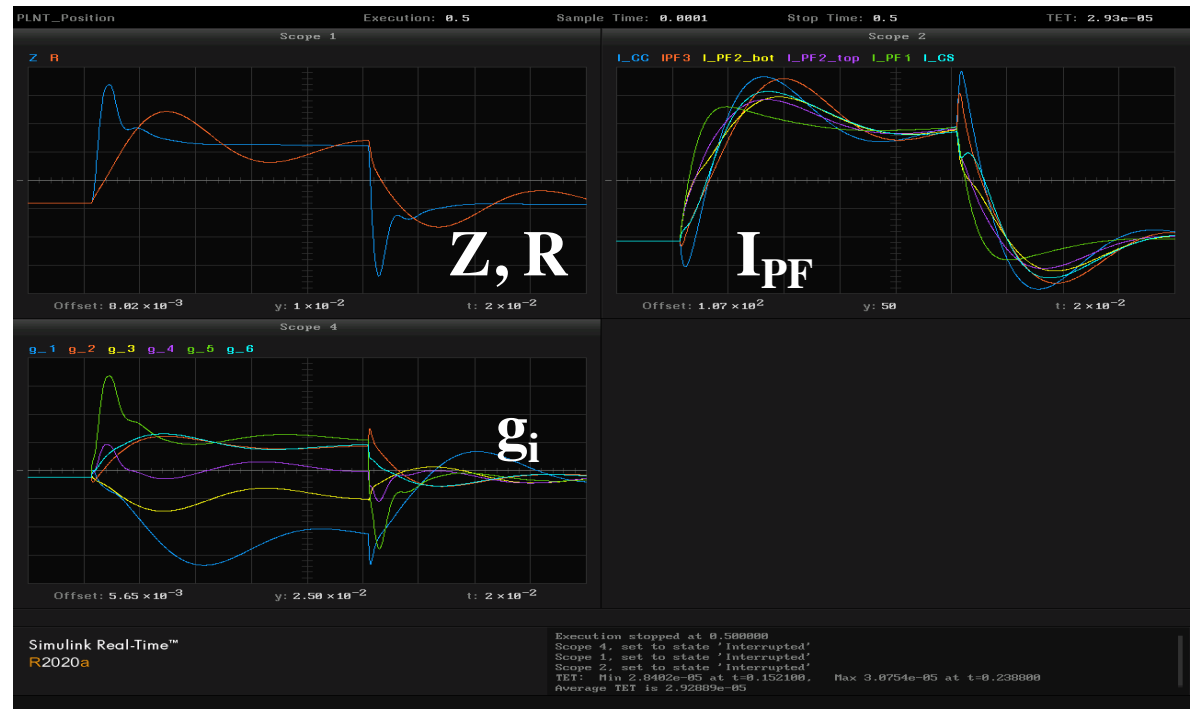 PLNT_Position Execution: 0.5 Sample Time: 0.0001 Stop Time: 0.5 TET: 2.93e-05
Scope 1
Z R
Z, R
Offset: 8.02×10⁻³ y: 1×10⁻² t: 2×10⁻²
Scope 2
I_CC IPF3 I_PF2_bot I_PF2_top I_PF1 I_CS
I_PF
Offset: 1.07×10² y: 50 t: 2×10⁻²
Scope 4
g_1 g_2 g_3 g_4 g_5 g_6
g_i
Offset: 5.65×10⁻³ y: 2.50×10⁻² t: 2×10⁻²
Simulink Real-Time™
R2020a
Execution stopped at 0.500000
Scope 4, set to state 'Interrupted'
Scope 1, set to state 'Interrupted'
Scope 2, set to state 'Interrupted'
TET: Min 2.8402e-05 at t=0.152100, Max 3.0754e-05 at t=0.238800
Average TET is 2.92889e-05